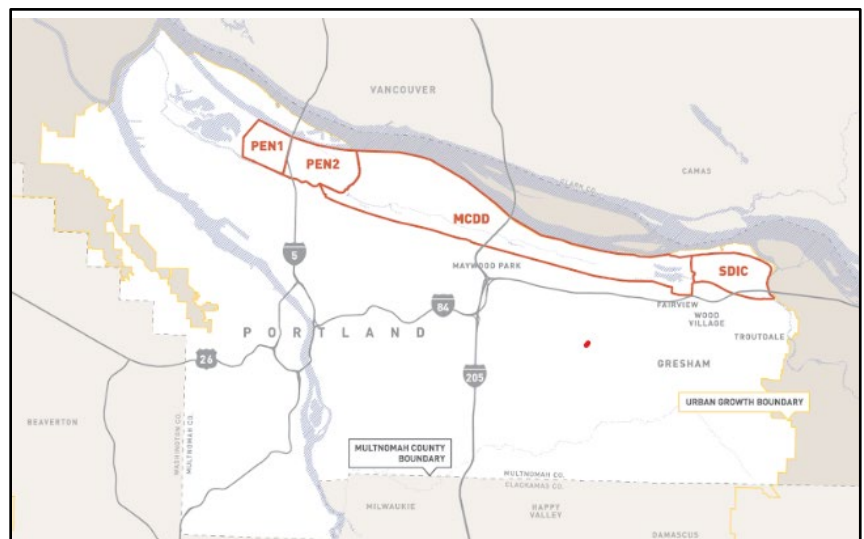 VANCOUVER
PEN1
PEN2
CAMAS
CLARK CO.
MCDD
5
MAYWOOD PARK
SDIC
84
FAIRVIEW
WOOD
VILLAGE
PORTLAND
TROUTDALE
26
GRESHAM
205
URBAN GROWTH BOUNDARY
BEAVERTON
WASHINGTON CO.
MULTNOMAH CO.
MULTNOMAH COUNTY
BOUNDARY
MULTNOMAH CO.
CLACKAMAS CO.
MILWAUKIE
HAPPY
VALLEY
DAMASCUS